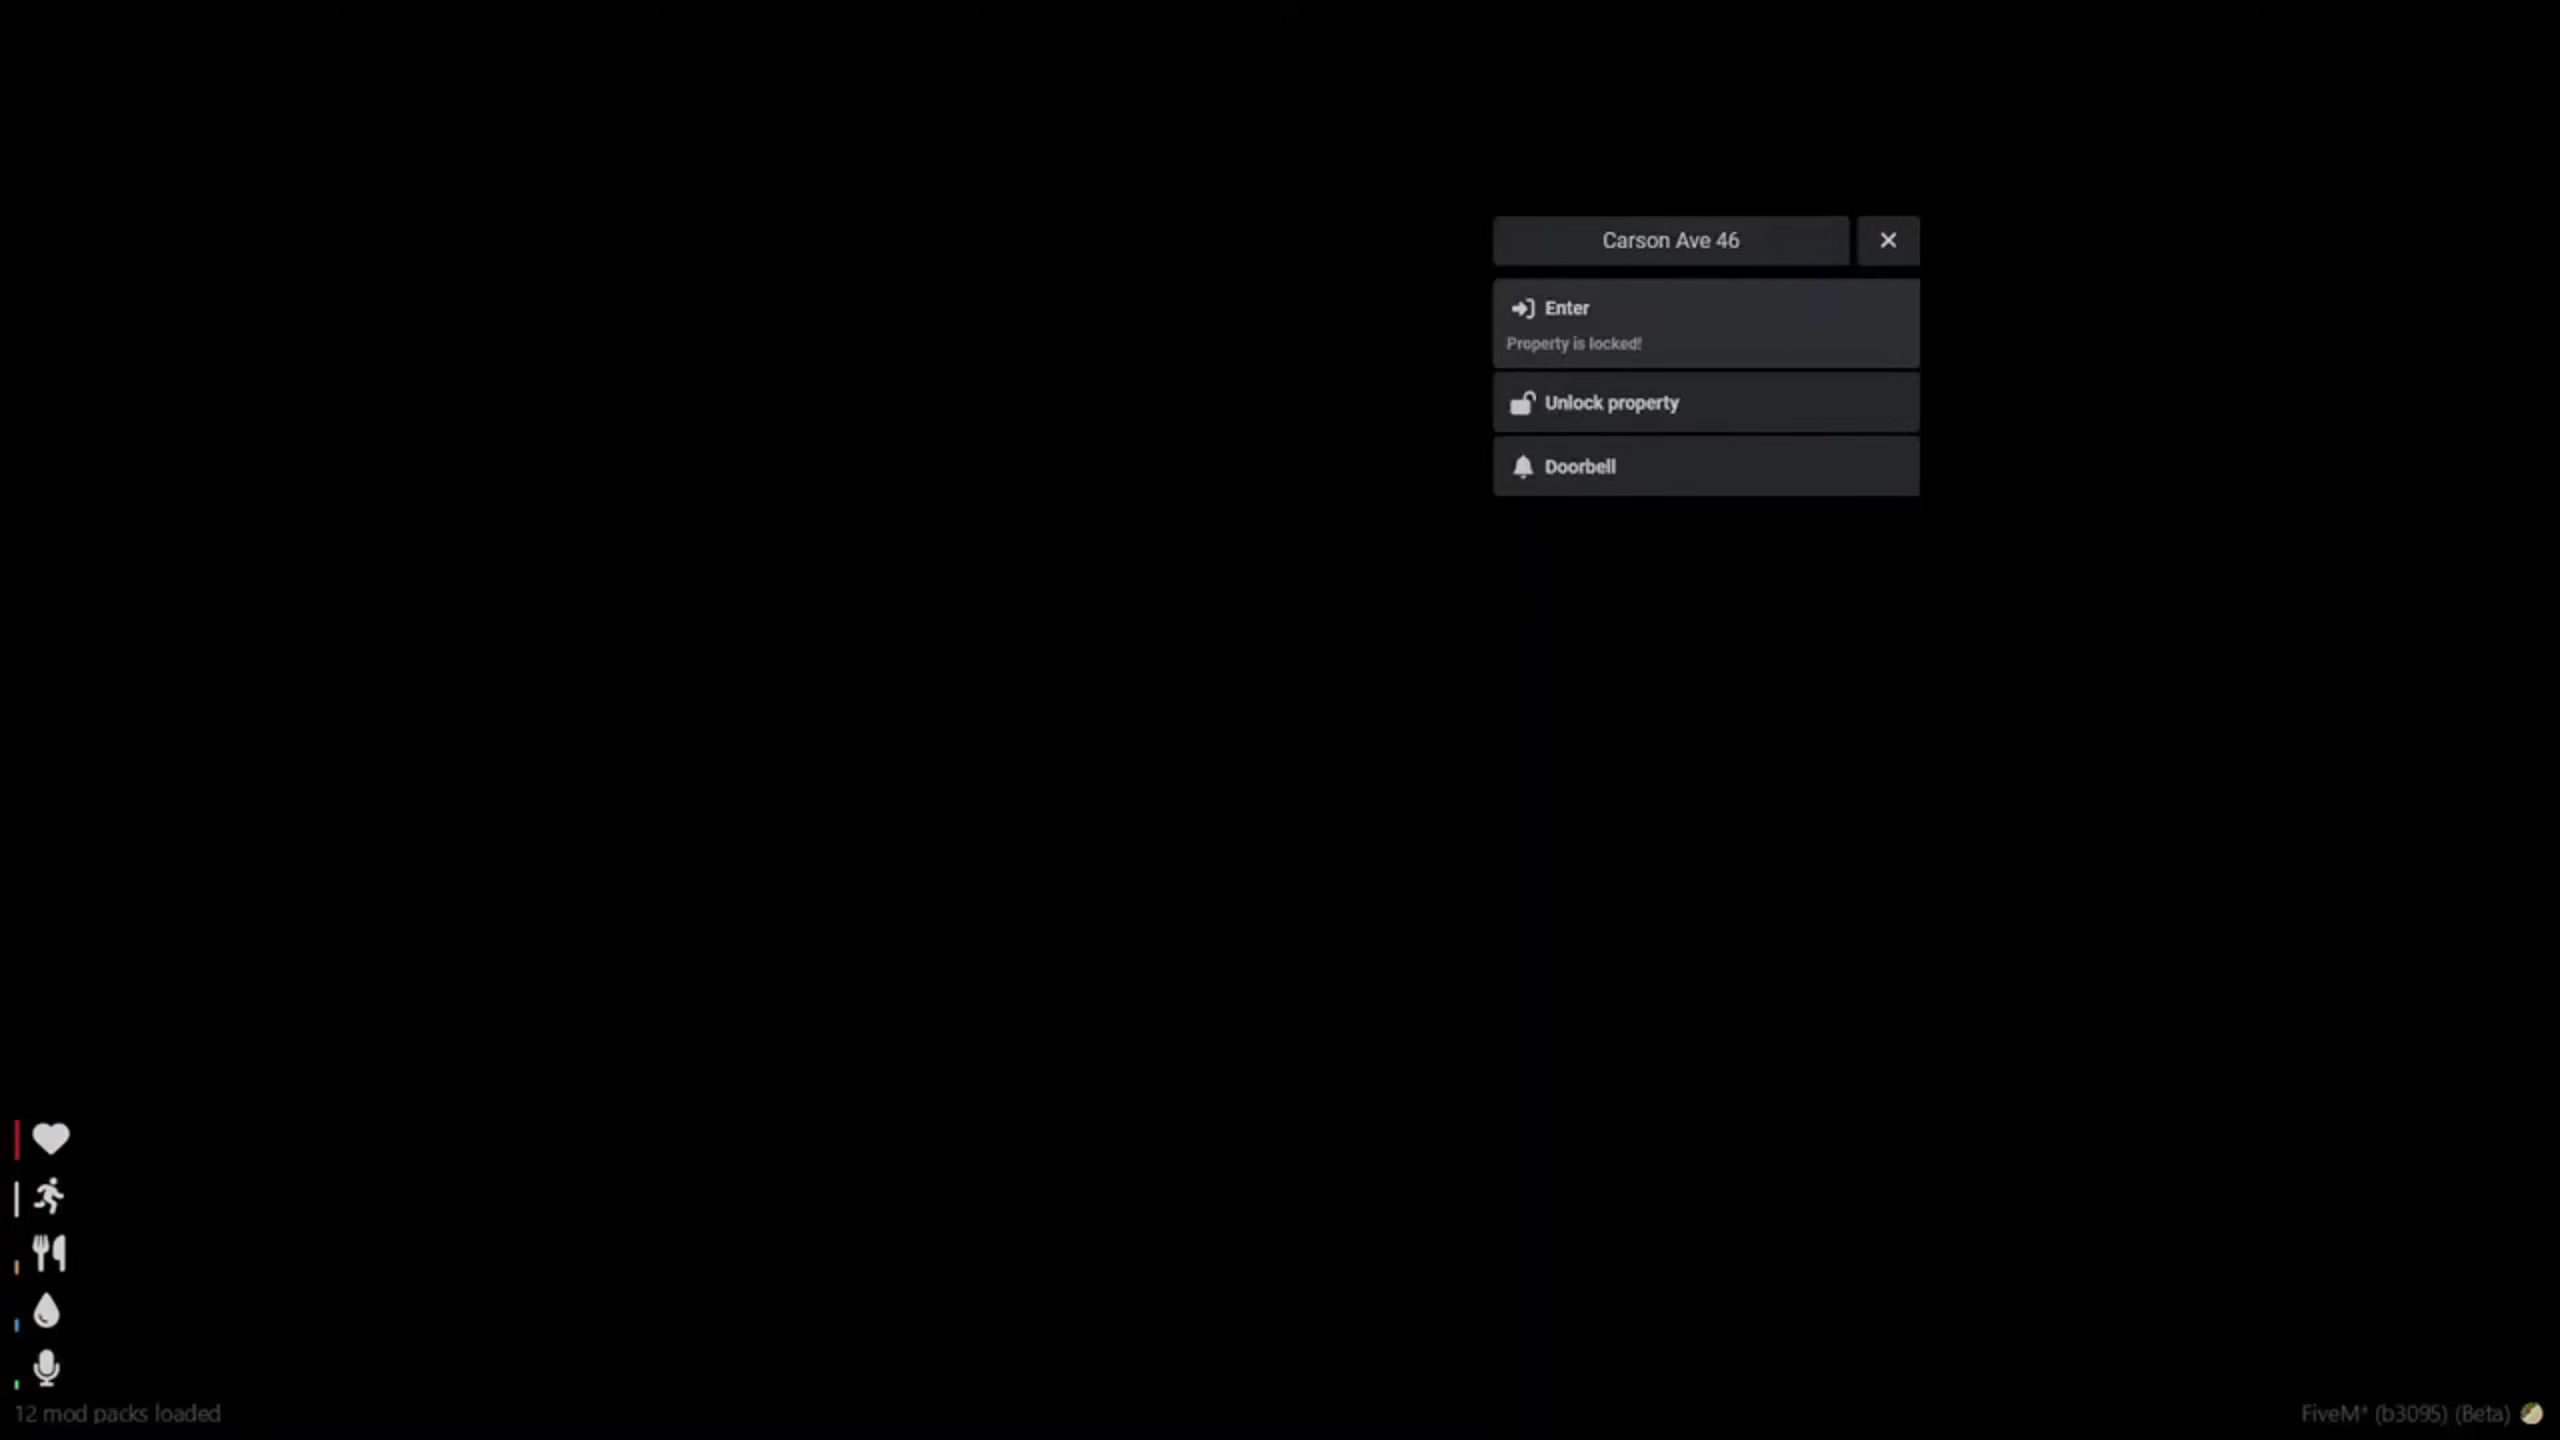 Carson Ave 46
Enter
Property is locked!
Unlock property
Doorbell
12 mod packs loaded
FiveM* (b3095) (Beta)